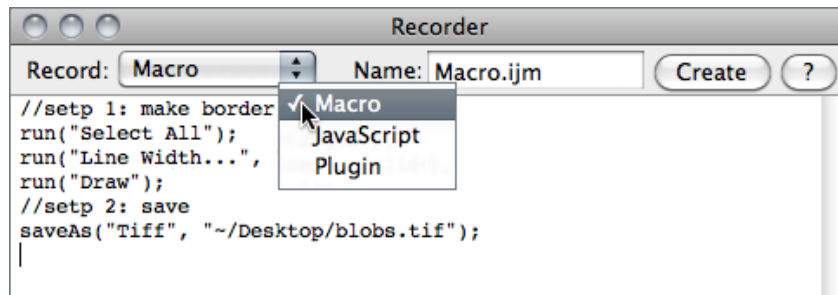 Recorder
Record: Macro Name: Macro.ijm Create ?
//setp 1: make border
run("Select All");
run("Line Width...", 
run("Draw");
//setp 2: save
saveAs("Tiff", "~/Desktop/blobs.tif");
✓ Macro
JavaScript
Plugin